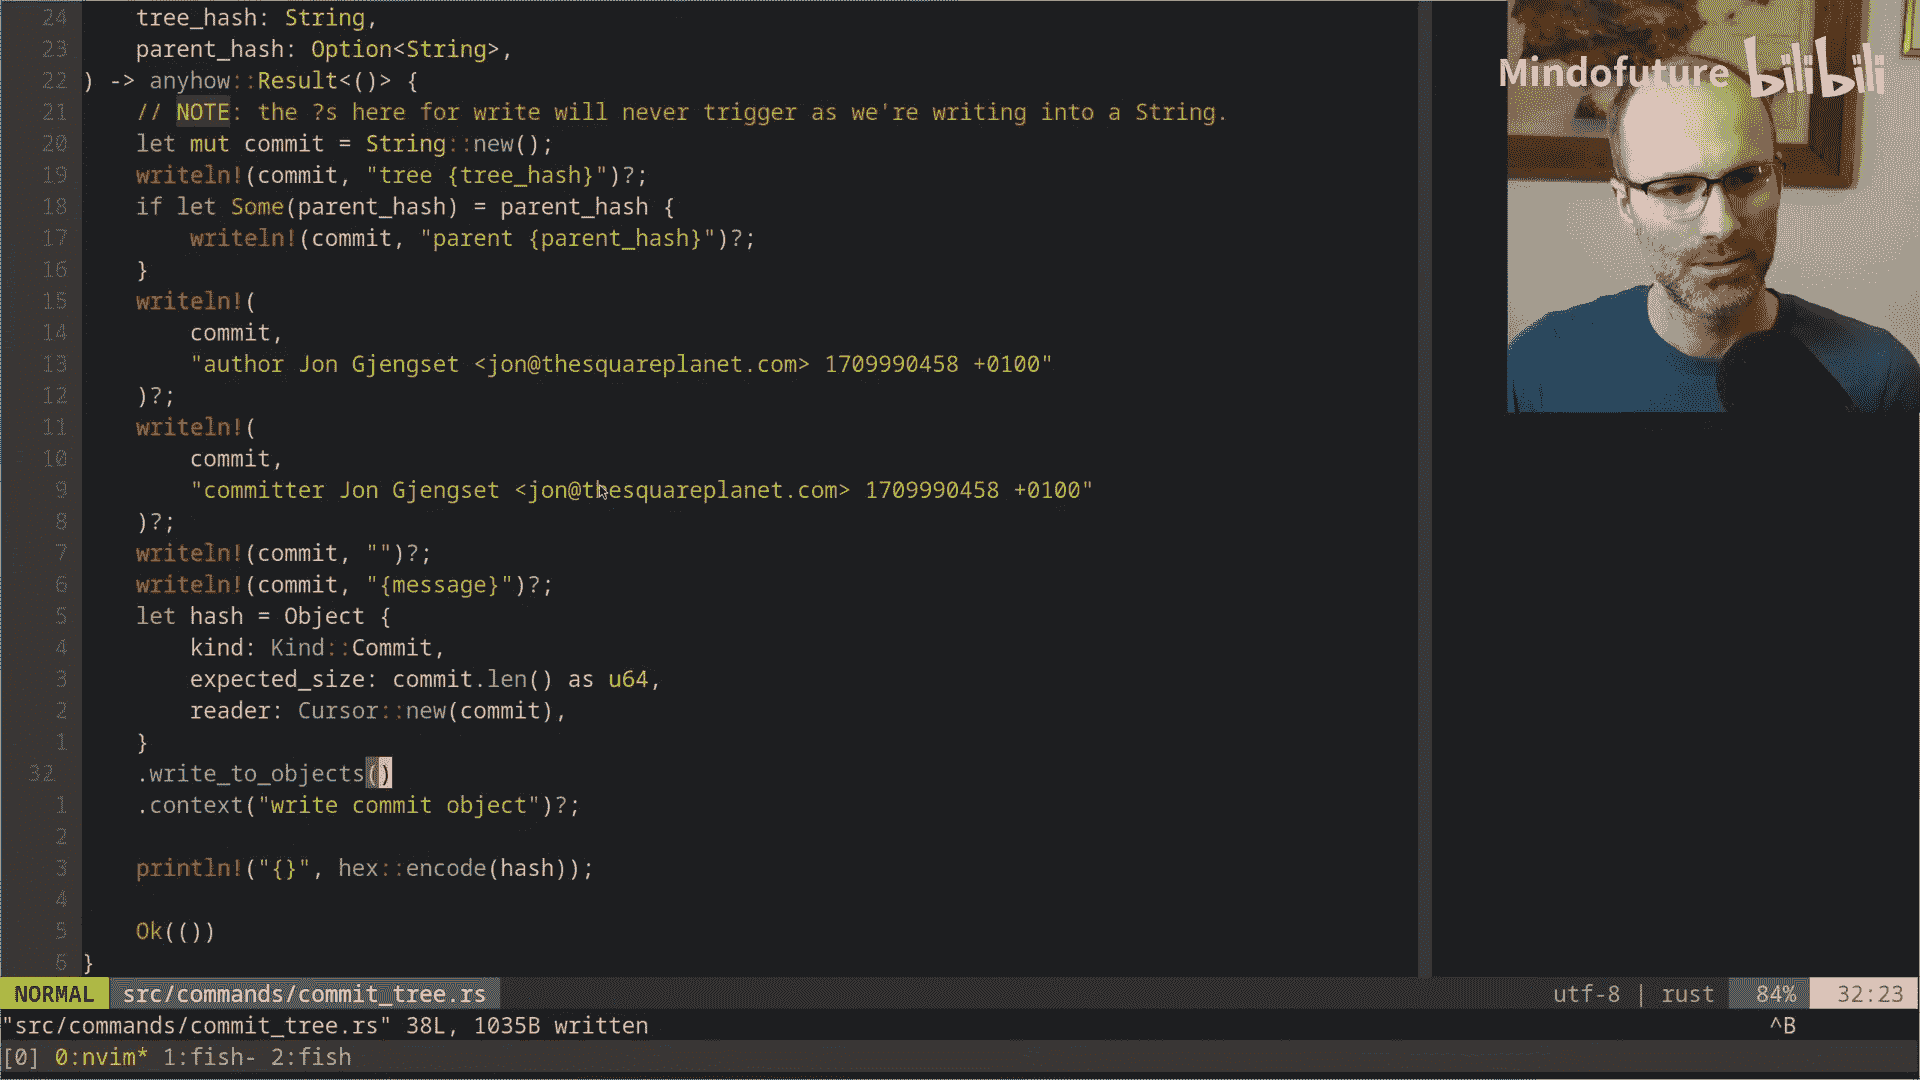 24 tree_hash: String,
23 parent_hash: Option<String>,
22 ) -> anyhow::Result<()> {
21 // NOTE: the ?s here for write will never trigger as we're writing into a String.
20 let mut commit = String::new();
19 writeln!(commit, "tree {tree_hash}")?;
18 if let Some(parent_hash) = parent_hash {
17 writeln!(commit, "parent {parent_hash}")?;
16 }
15 writeln!(
14 commit,
13 "author Jon Gjengset <jon@thesquareplanet.com> 1709990458 +0100"
12 )?;
11 writeln!(
10 commit,
9 "committer Jon Gjengset <jon@thesquareplanet.com> 1709990458 +0100"
8 )?;
7 writeln!(commit, "")?;
6 writeln!(commit, "{message}")?;
5 let hash = Object {
4 kind: Kind::Commit,
3 expected_size: commit.len() as u64,
2 reader: Cursor::new(commit),
1 }
32 .write_to_objects()
1 .context("write commit object")?;
2
3 println!("{}", hex::encode(hash));
4
5 Ok(())
6 }
Mindofuture bilibili
NORMAL src/commands/commit_tree.rs utf-8 | rust 84% 32:23
"src/commands/commit_tree.rs" 38L, 1035B written ^B
[0] 0:nvim* 1:fish- 2:fish